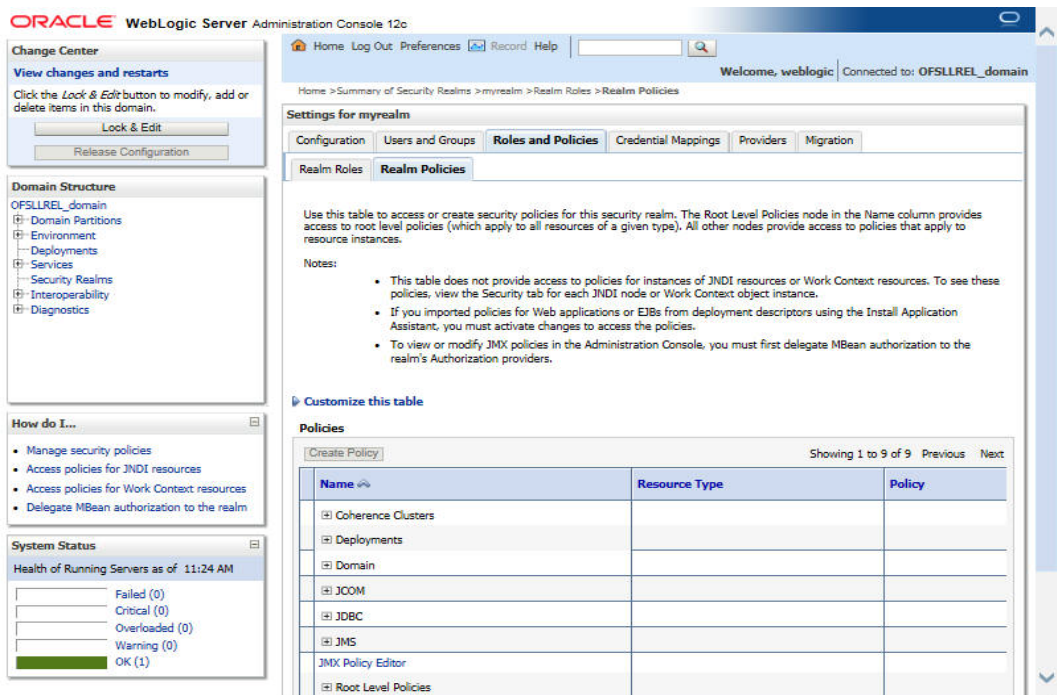 ORACLE WebLogic Server Administration Console 12c
Change Center
View changes and restarts
Click the Lock & Edit button to modify, add or
delete items in this domain.
Lock & Edit
Release Configuration
Domain Structure
OFSLLREL_domain
Domain Partitions
Environment
Deployments
Services
Security Realms
Interoperability
Diagnostics
How do I...
Manage security policies
Access policies for JNDI resources
Access policies for Work Context resources
Delegate MBean authorization to the realm
System Status
Health of Running Servers as of 11:24 AM
Failed (0)
Critical (0)
Overloaded (0)
Warning (0)
OK (1)
Home Log Out Preferences Record Help
Welcome, weblogic Connected to: OFSLLREL_domain
Home >Summary of Security Realms >myrealm >Realm Roles >Realm Policies
Settings for myrealm
Configuration Users and Groups Roles and Policies Credential Mappings Providers Migration
Realm Roles Realm Policies
Use this table to access or create security policies for this security realm. The Root Level Policies node in the Name column provides
access to root level policies (which apply to all resources of a given type). All other nodes provide access to policies that apply to
resource instances.
Notes:
• This table does not provide access to policies for instances of JNDI resources or Work Context resources. To see these
policies, view the Security tab for each JNDI node or Work Context object instance.
• If you imported policies for Web applications or EJBs from deployment descriptors using the Install Application
Assistant, you must activate changes to access the policies.
• To view or modify JMX policies in the Administration Console, you must first delegate MBean authorization to the
realm's Authorization providers.
Customize this table
Policies
Create Policy Showing 1 to 9 of 9 Previous Next
Name Resource Type Policy
Coherence Clusters
Deployments
Domain
JCOM
JDBC
JMS
JMX Policy Editor
Root Level Policies